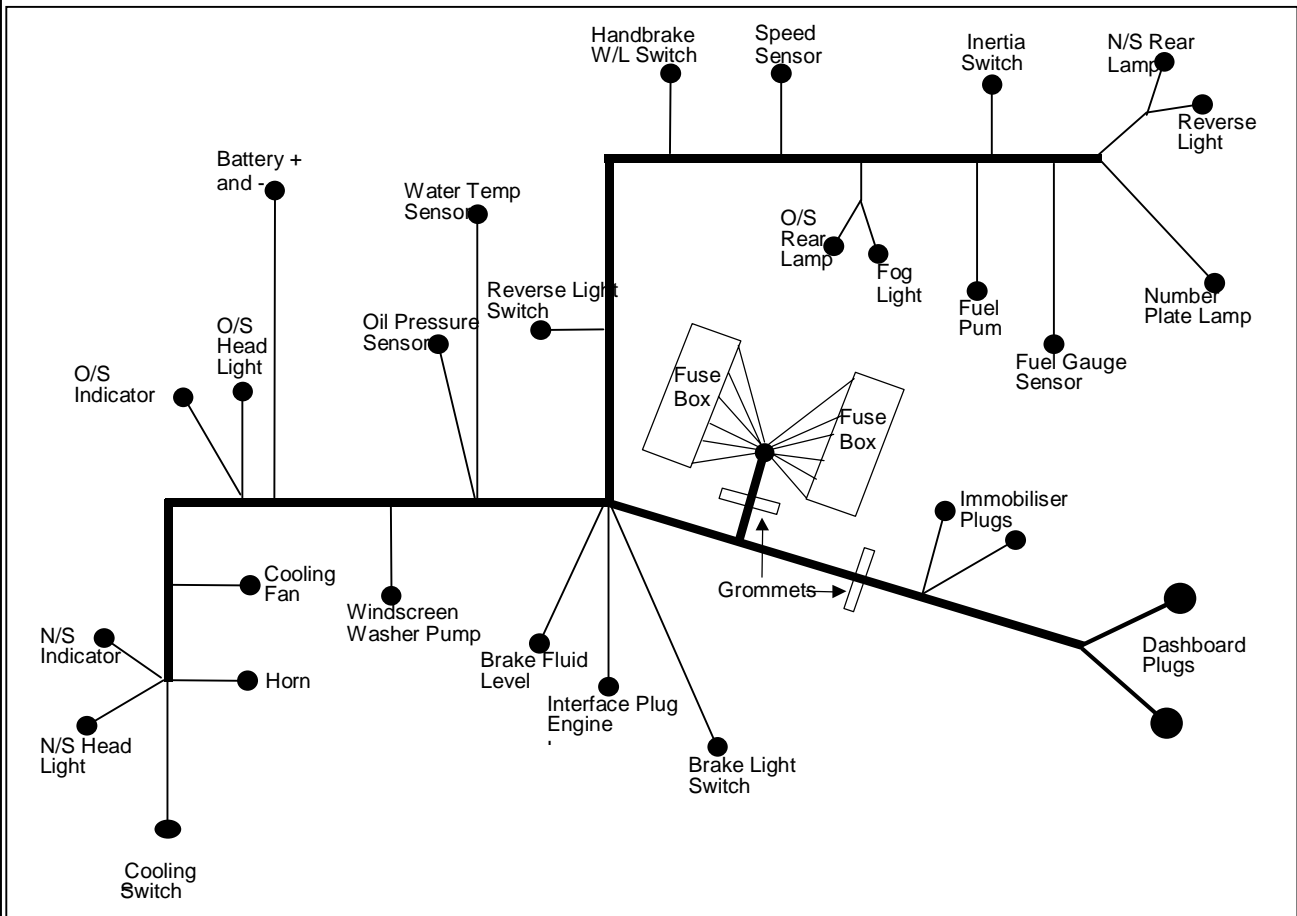 Handbrake
W/L Switch
Speed
Sensor
Inertia
Switch
N/S Rear
Lamp
Reverse
Light
Battery +
and -
Water Temp
Sensor
O/S
Rear
Lamp
Fog
Light
Fuel
Pum
Number
Plate Lamp
Fuel Gauge
Sensor
Reverse Light
Switch
Oil Pressure
Sensor
O/S
Head
Light
O/S
Indicator
Fuse
Box
Fuse
Box
Immobiliser
Plugs
Grommets
Cooling
Fan
Windscreen
Washer Pump
N/S
Indicator
Horn
Brake Fluid
Level
Interface Plug
Engine
Dashboard
Plugs
N/S Head
Light
Brake Light
Switch
Cooling
Switch